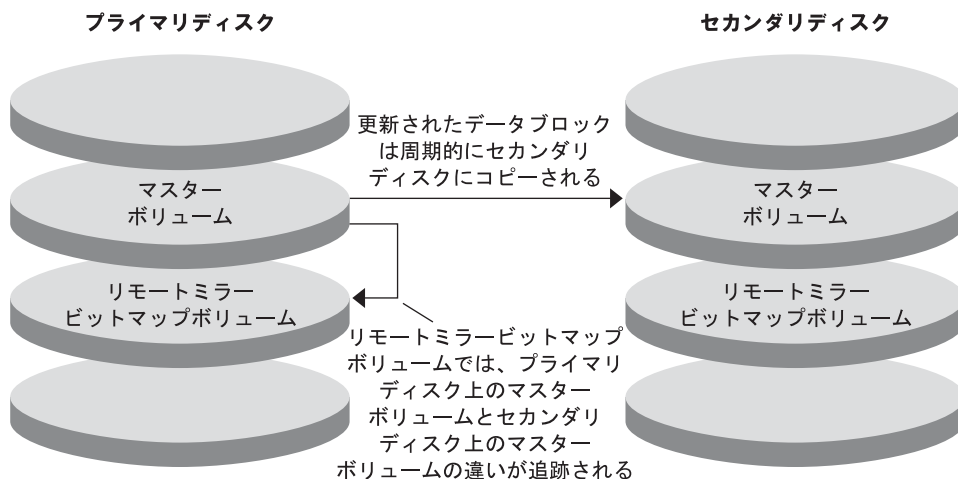 プライマリディスク
セカンダリディスク
更新されたデータブロック
は周期的にセカンダリ
ディスクにコピーされる
マスター
ボリューム
マスター
ボリューム
リモートミラー
ビットマップボリューム
リモートミラー
ビットマップボリューム
リモートミラービットマップ
ボリュームでは、プライマリ
ディスク上のマスター
ボリュームとセカンダリ
ディスク上のマスター
ボリュームの違いが追跡される